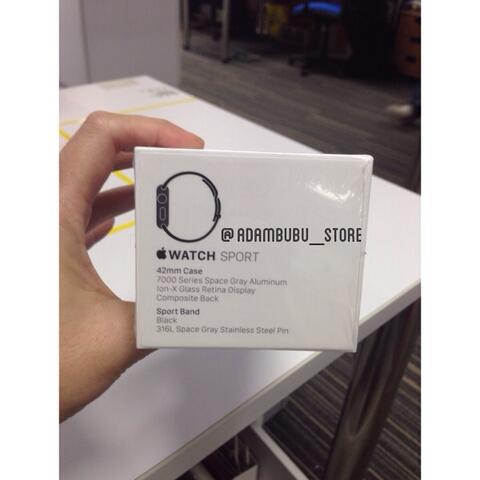 @ADAMBUBU__STORE
WATCH SPORT
42mm Case
7000 Series Space Gray Aluminum
Ion-X Glass Retina Display
Composite Back
Sport Band
Black
316L Space Gray Stainless Steel Pin